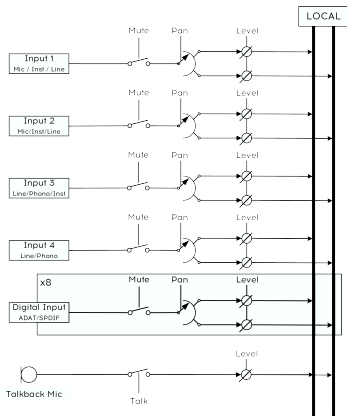 LOCAL
Mute Pan Level
Input 1
Mic / Inst / Line
Mute Pan Level
Input 2
Mic/Inst/Line
Mute Pan Level
Input 3
Line/Phono/Inst
Mute Pan Level
Input 4
Line/Phono
x8
Mute Pan Level
Digital Input
ADAT/SPDIF
Level
Talkback Mic
Talk